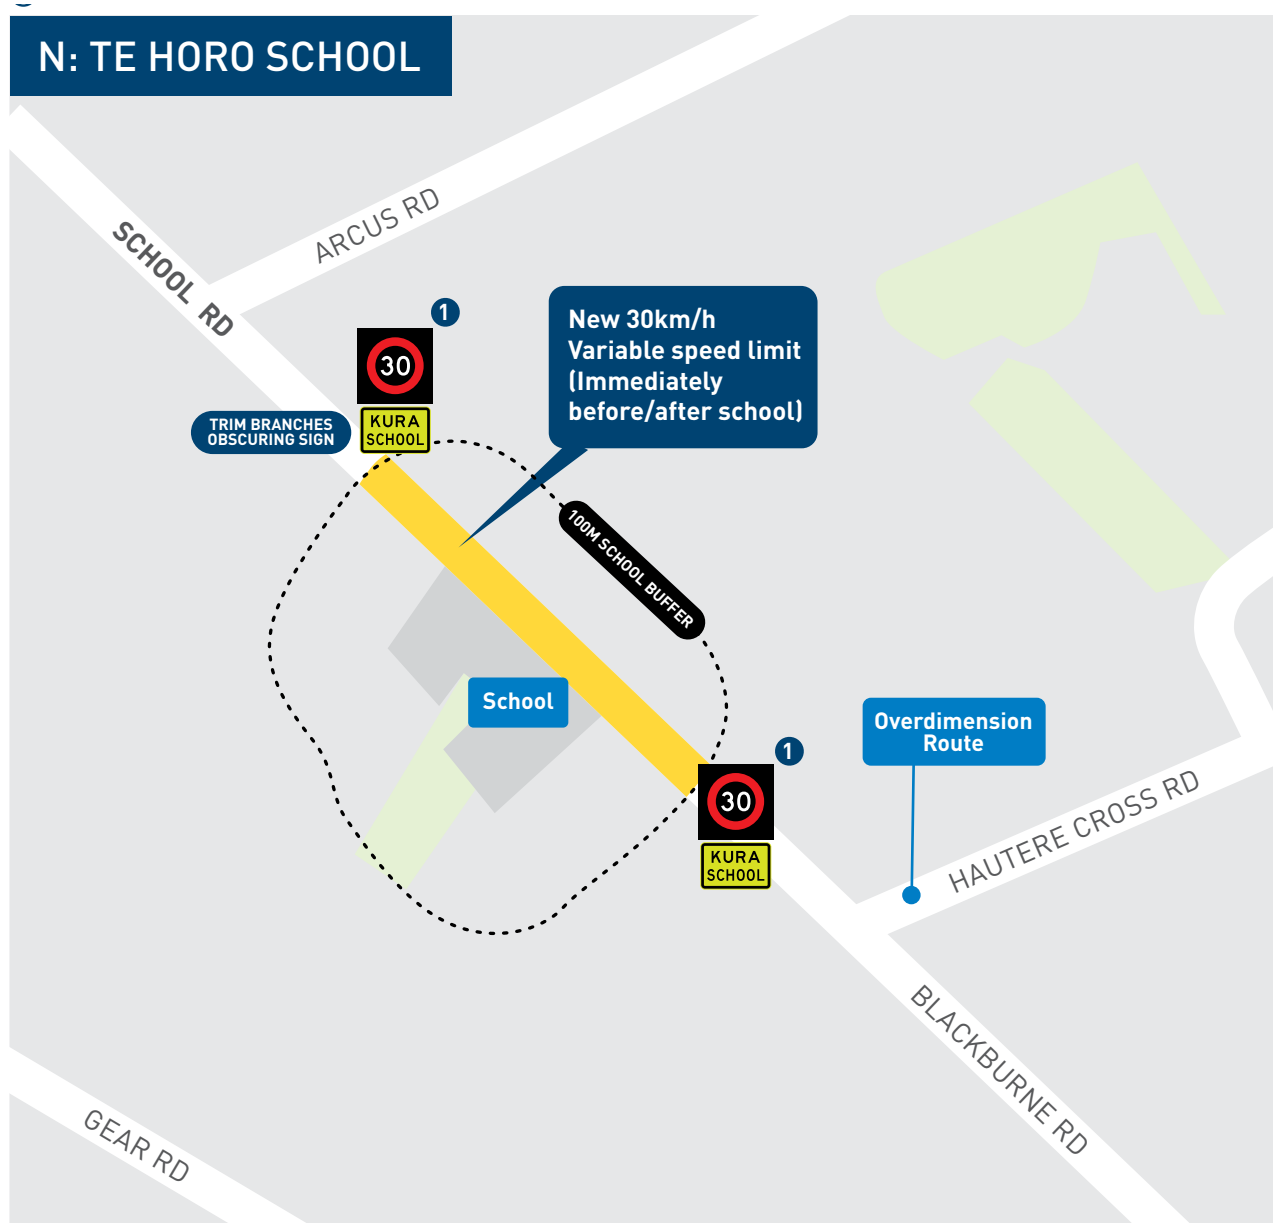 N: TE HORO SCHOOL
ARCUS RD
SCHOOL RD
1
30
KURA
SCHOOL
TRIM BRANCHES
OBSCURING SIGN
New 30km/h
Variable speed limit
(Immediately
before/after school)
100M SCHOOL BUFFER
School
1
30
KURA
SCHOOL
Overdimension
Route
HAUTERE CROSS RD
BLACKBURNE RD
GEAR RD